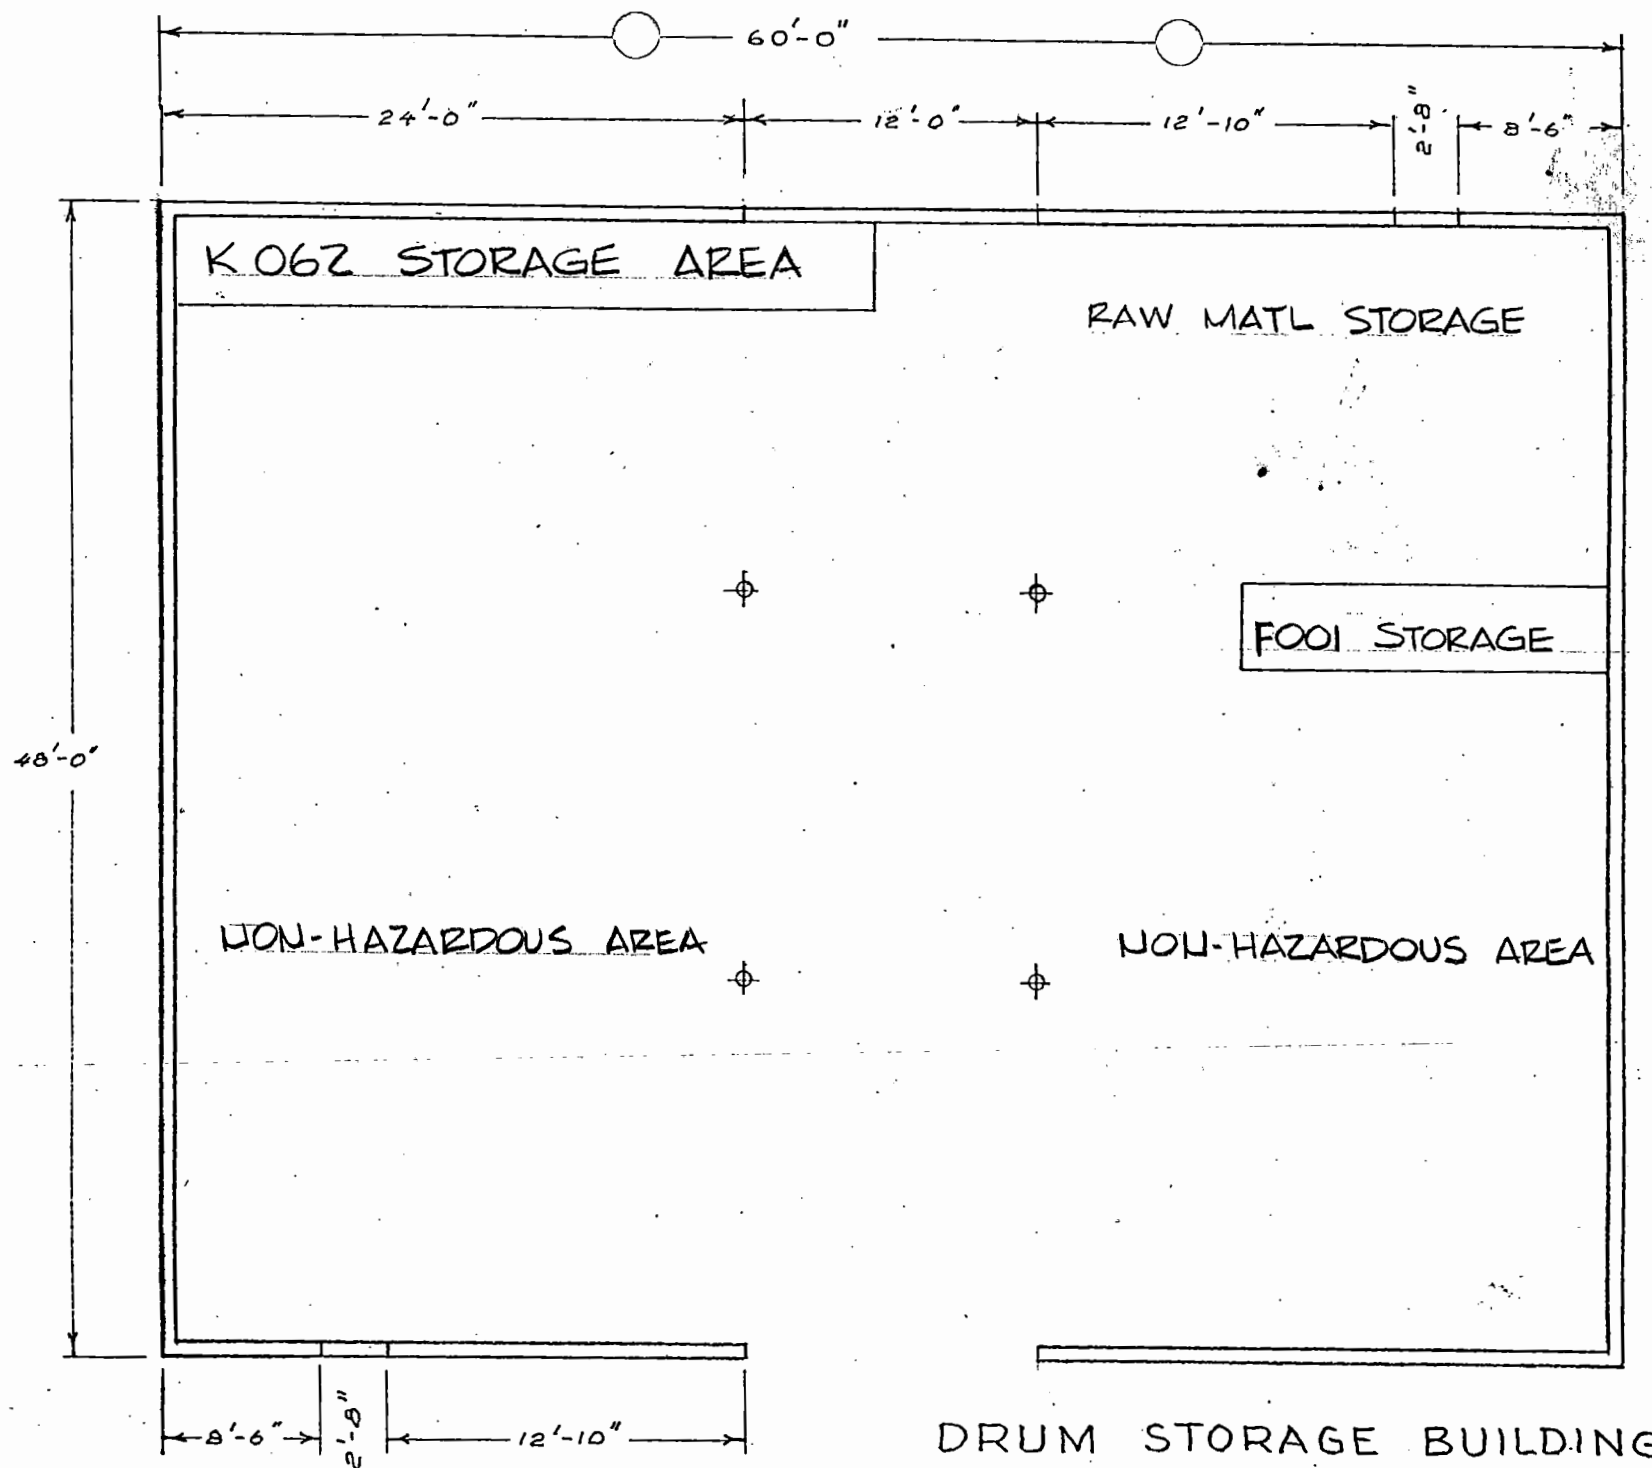 60'-0"
24'-0" 12'-0" 12'-10" 2'-8" 8'-6"
K062 STORAGE AREA
RAW MATL STORAGE
F001 STORAGE
48'-0"
NON-HAZARDOUS AREA NON-HAZARDOUS AREA
8'-6" 2'-8" 12'-10"
DRUM STORAGE BUILDING